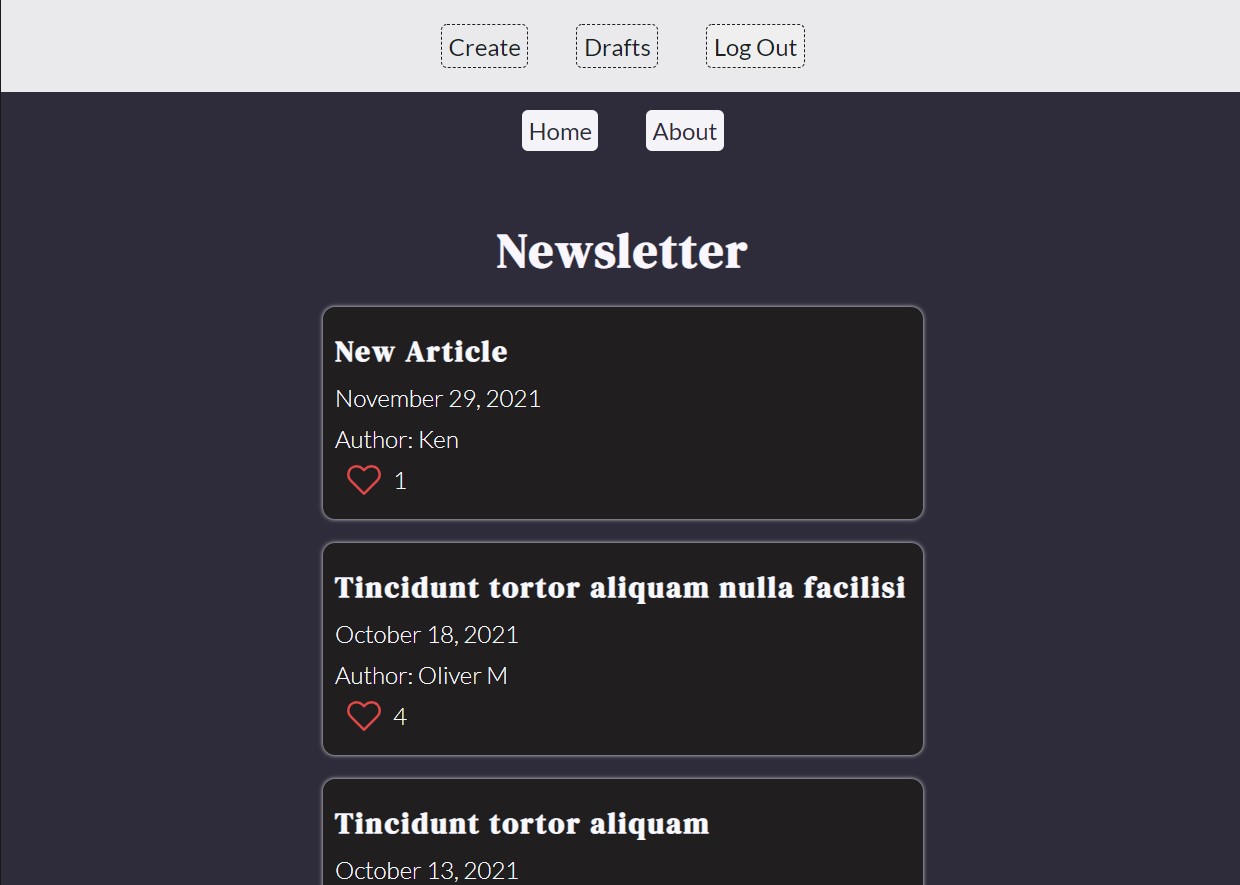 Create Drafts Log Out
Home About
Newsletter
New Article
November 29, 2021
Author: Ken
1
Tincidunt tortor aliquam nulla facilisi
October 18, 2021
Author: Oliver M
4
Tincidunt tortor aliquam
October 13, 2021